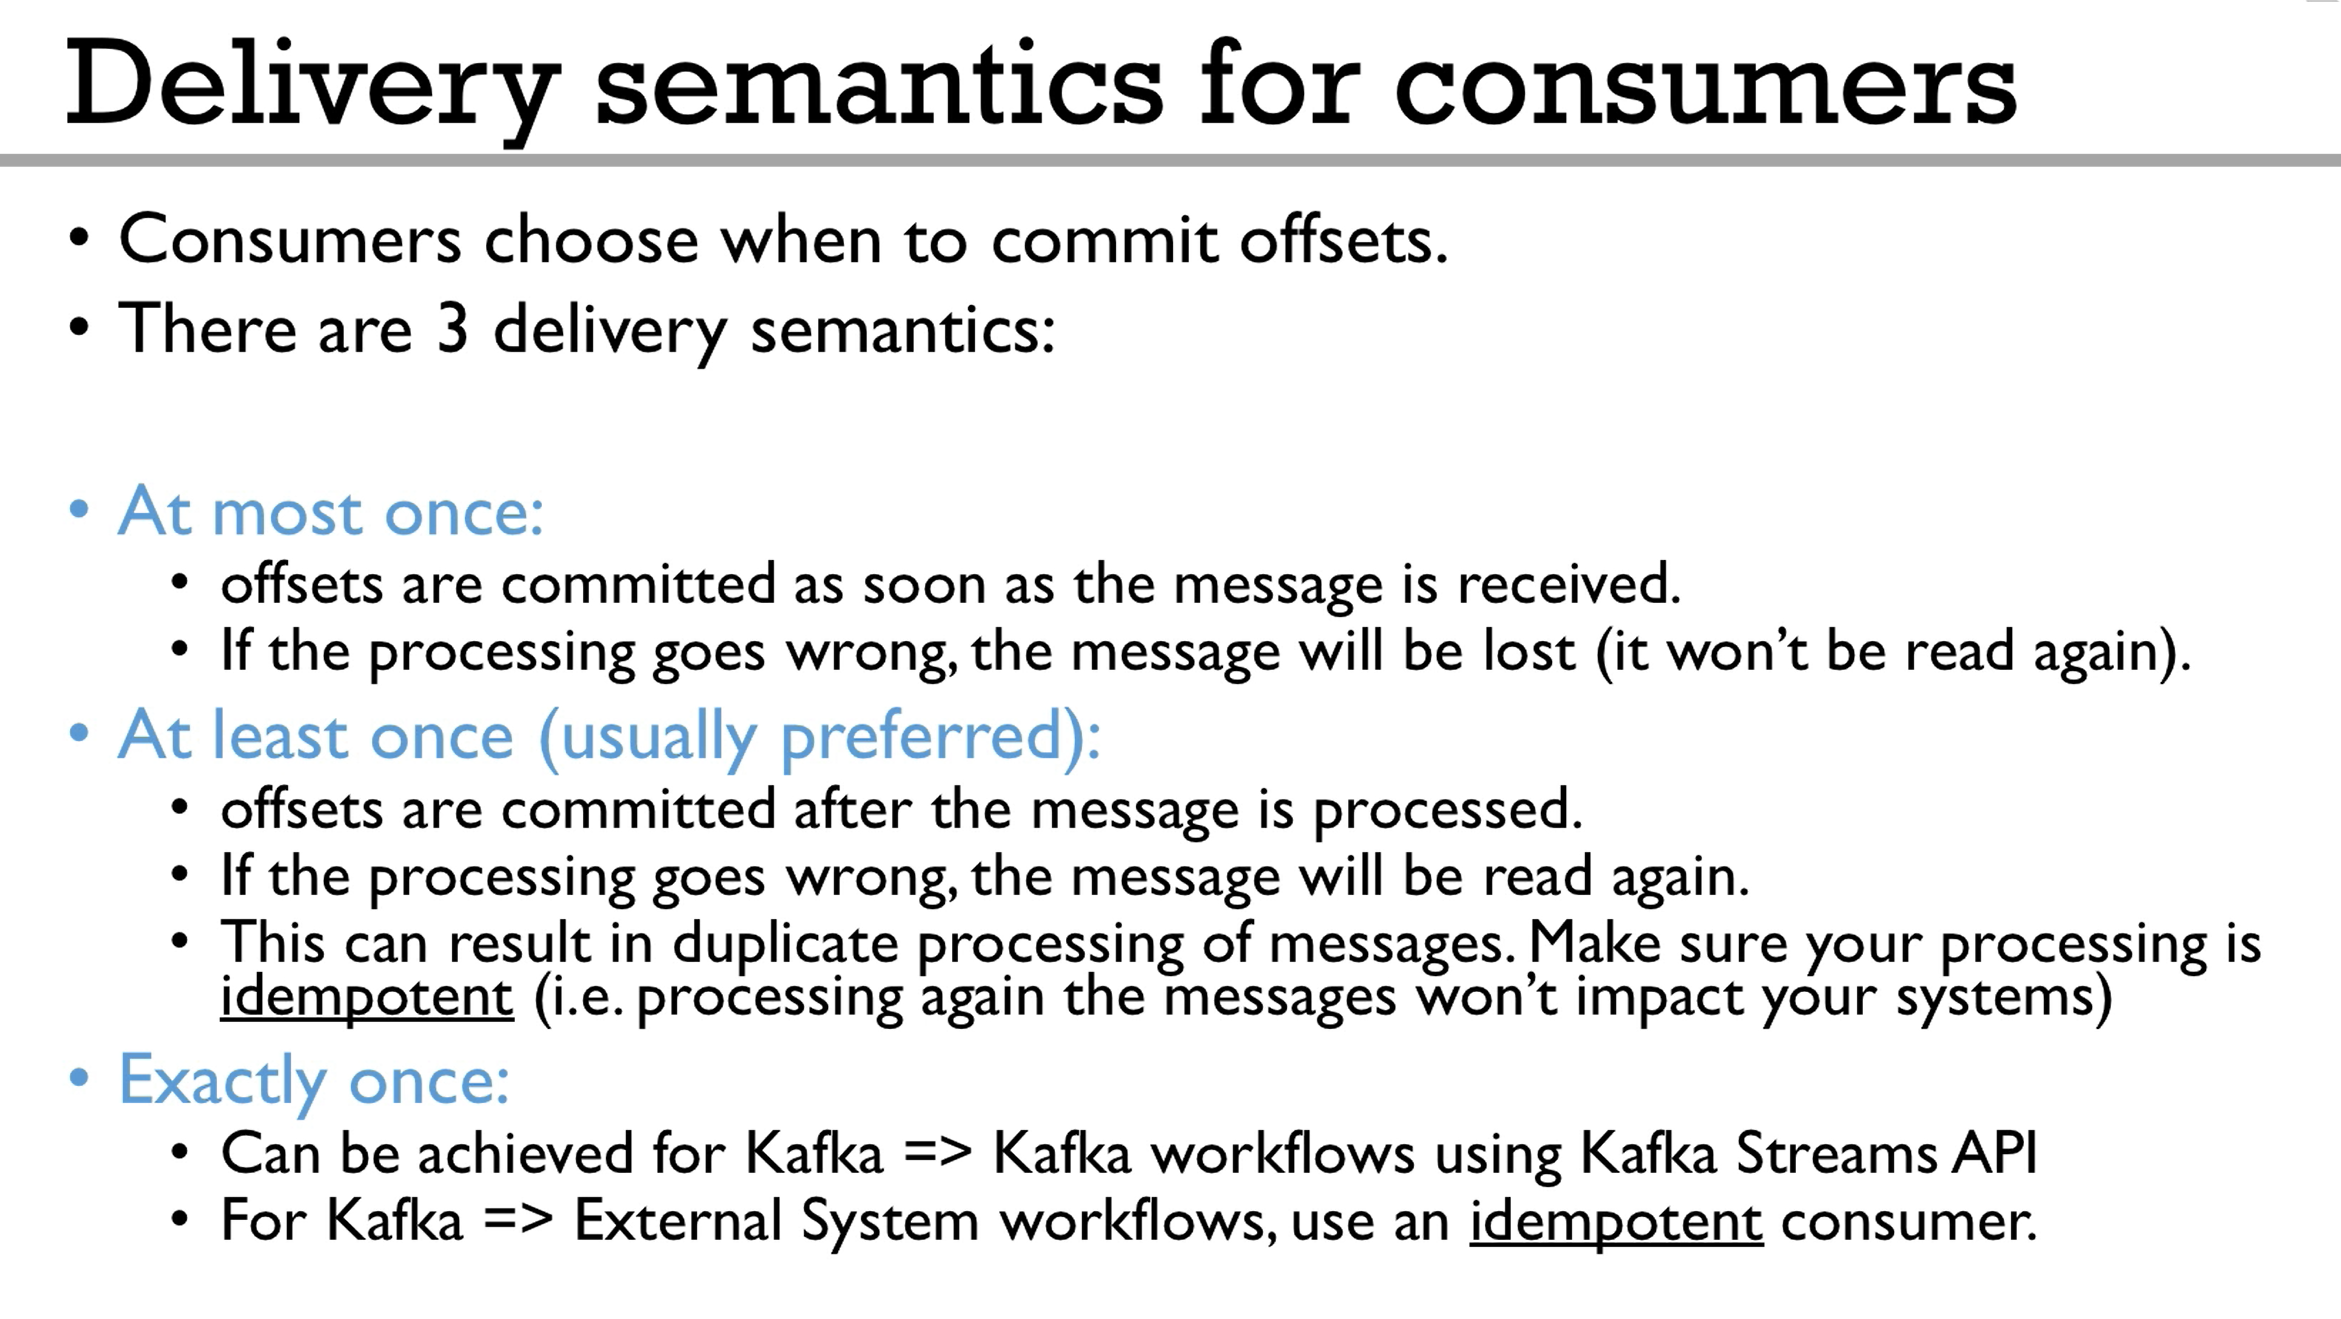 Delivery semantics for consumers
• Consumers choose when to commit offsets.
• There are 3 delivery semantics:
• At most once:
• offsets are committed as soon as the message is received.
• If the processing goes wrong, the message will be lost (it won’t be read again).
• At least once (usually preferred):
• offsets are committed after the message is processed.
• If the processing goes wrong, the message will be read again.
• This can result in duplicate processing of messages. Make sure your processing is
idempotent (i.e. processing again the messages won’t impact your systems)
• Exactly once:
• Can be achieved for Kafka => Kafka workflows using Kafka Streams API
• For Kafka => External System workflows, use an idempotent consumer.